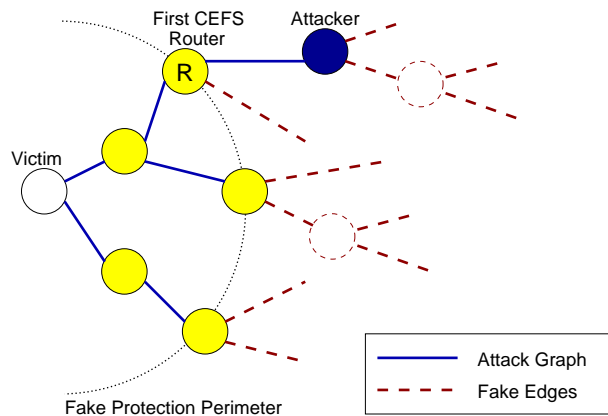 First CEFS
Router
Attacker
R
Victim
Attack Graph
Fake Edges
Fake Protection Perimeter